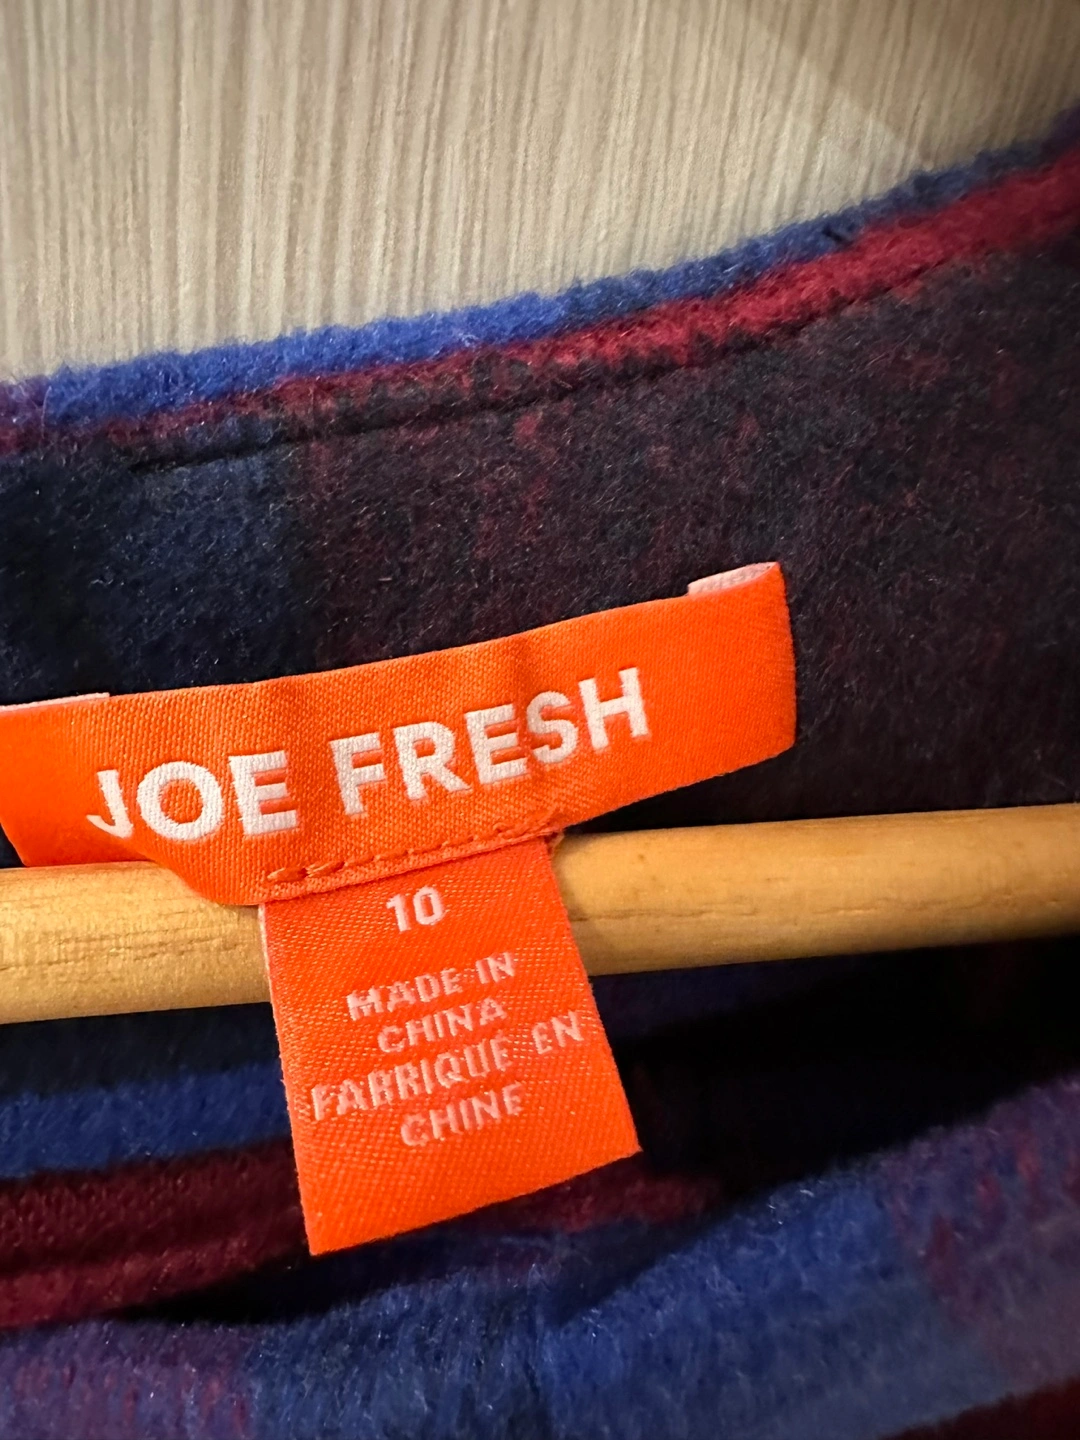 JOE FRESH
10
MADE IN
CHINA
FABRIQUÉ EN
CHINE